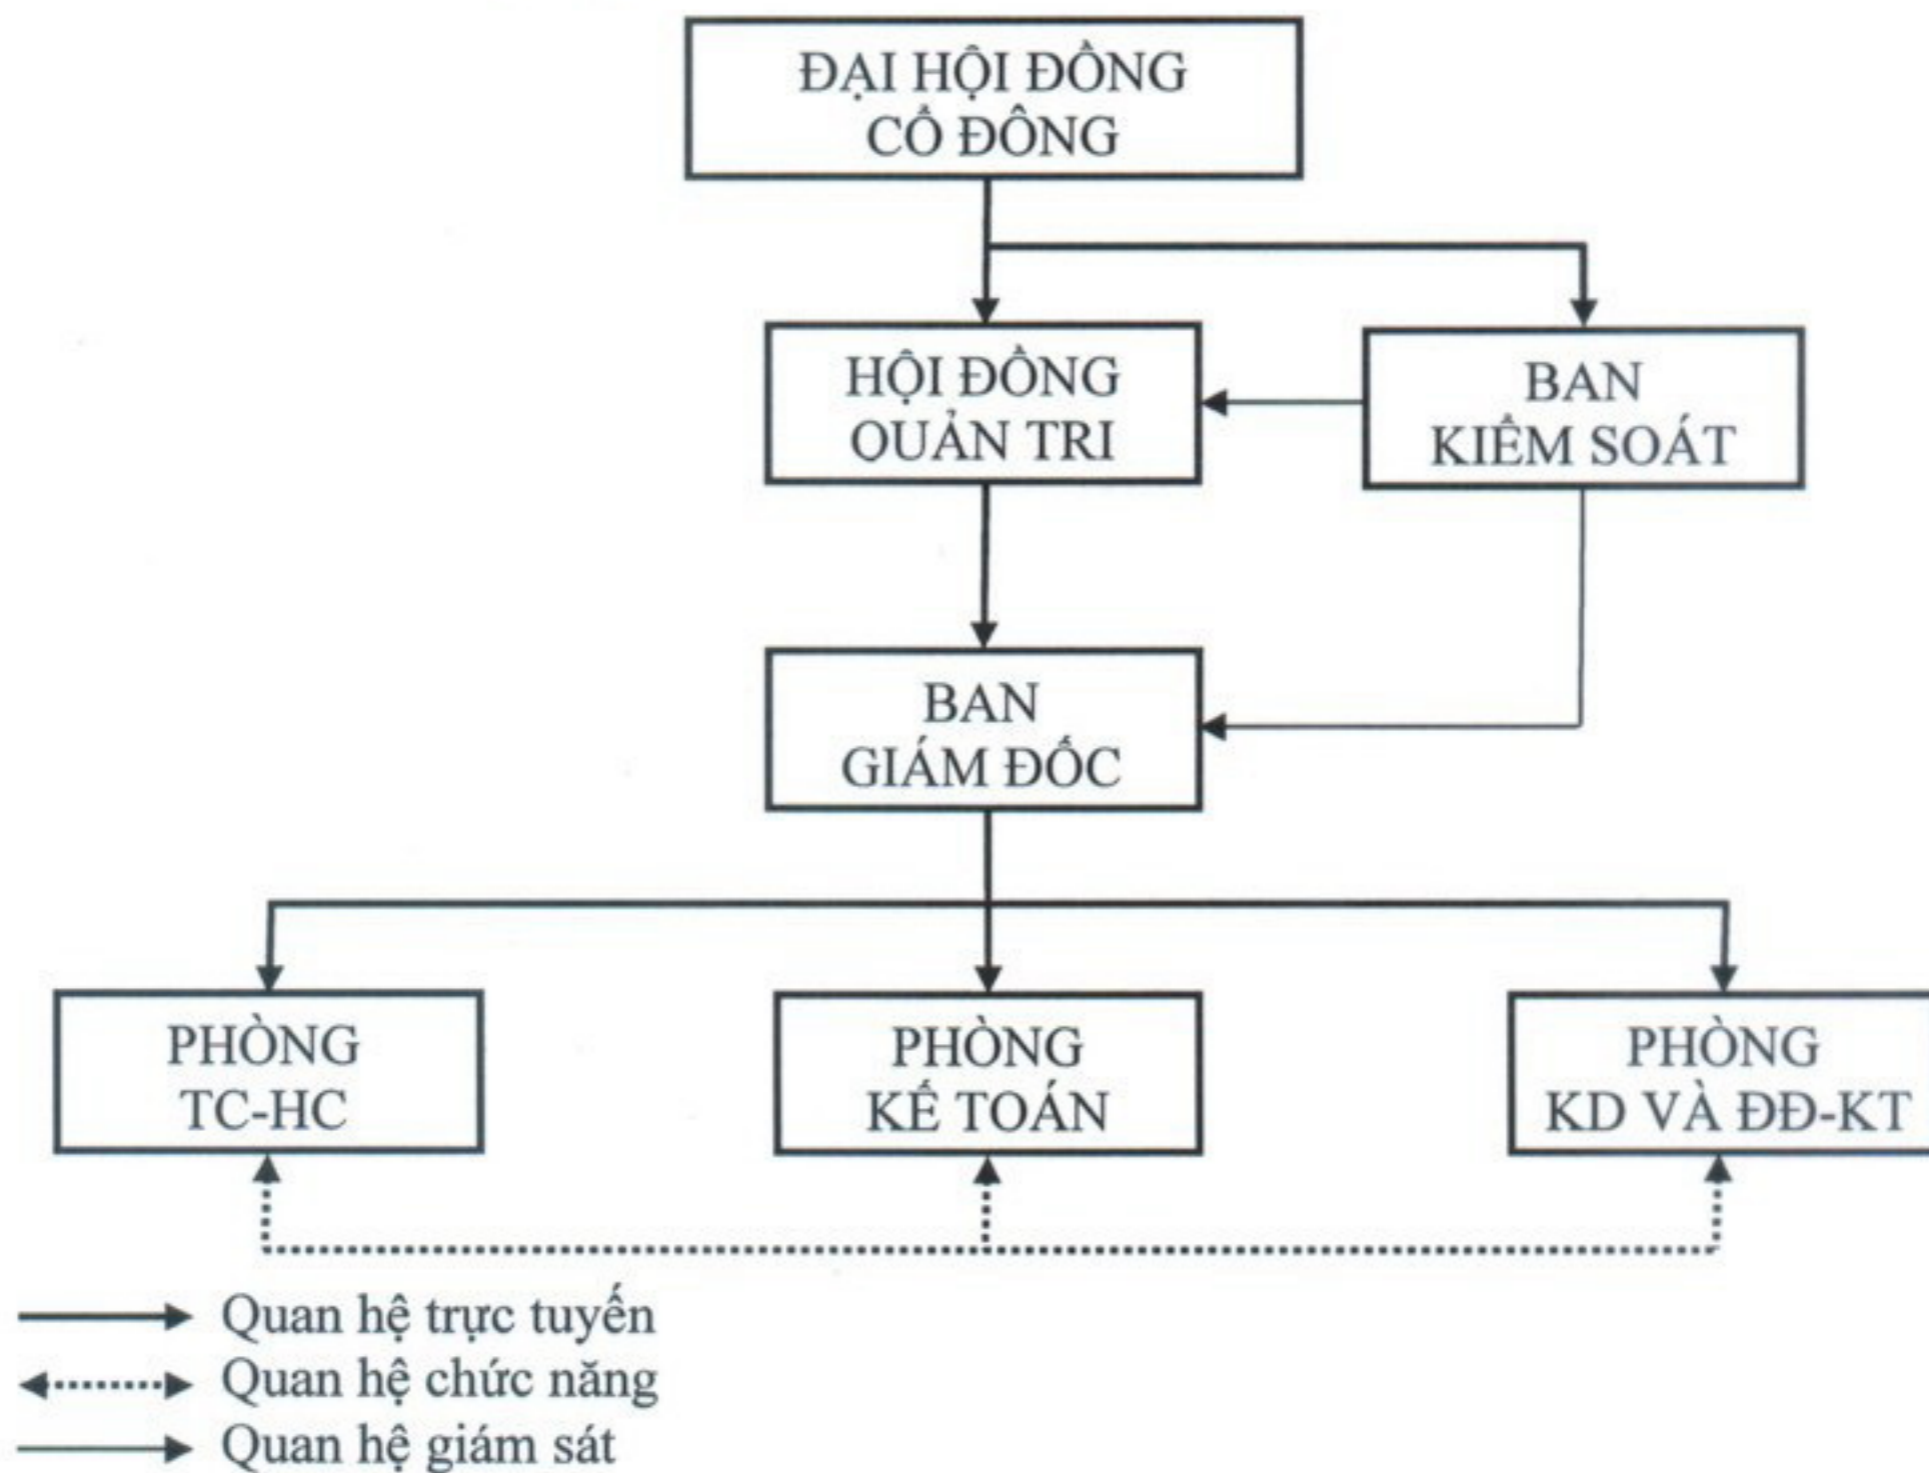 ĐẠI HỘI ĐỒNG
CỔ ĐÔNG
HỘI ĐỒNG
QUẢN TRI
BAN
KIỂM SOÁT
BAN
GIÁM ĐỐC
PHÒNG
TC-HC
PHÒNG
KẾ TOÁN
PHÒNG
KD VÀ ĐĐ-KT
Quan hệ trực tuyến
Quan hệ chức năng
Quan hệ giám sát